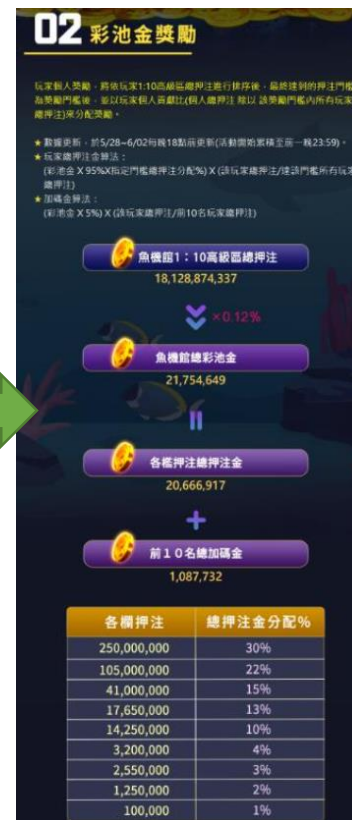 02 彩池金獎勵
玩家個人獎勵，將依玩家1:10高級區總押注進行排序後，最終達到的押注門檻
為獎勵門檻後，並以玩家個人貢獻比(個人總押注 除以 該獎勵門檻內所有玩家
總押注)來分配獎勵。
★數據更新，於5/28~6/02每晚18點前更新(活動開始累積至前一晚23:59)。
★玩家總押注金算法：
(彩池金 X 95%X指定門檻總押注分配%) X (該玩家總押注/達該門檻所有玩家
總押注)
★加碼金算法：
(彩池金 X 5%) X (該玩家總押注/前10名玩家總押注)
魚機館1：10高級區總押注
18,128,874,337
×0.12%
魚機館總彩池金
21,754,649
各檻押注總押注金
20,666,917
+
前１０名總加碼金
1,087,732
各欄押注 總押注金分配%
250,000,000 30%
105,000,000 22%
41,000,000 15%
17,650,000 13%
14,250,000 10%
3,200,000 4%
2,550,000 3%
1,250,000 2%
100,000 1%